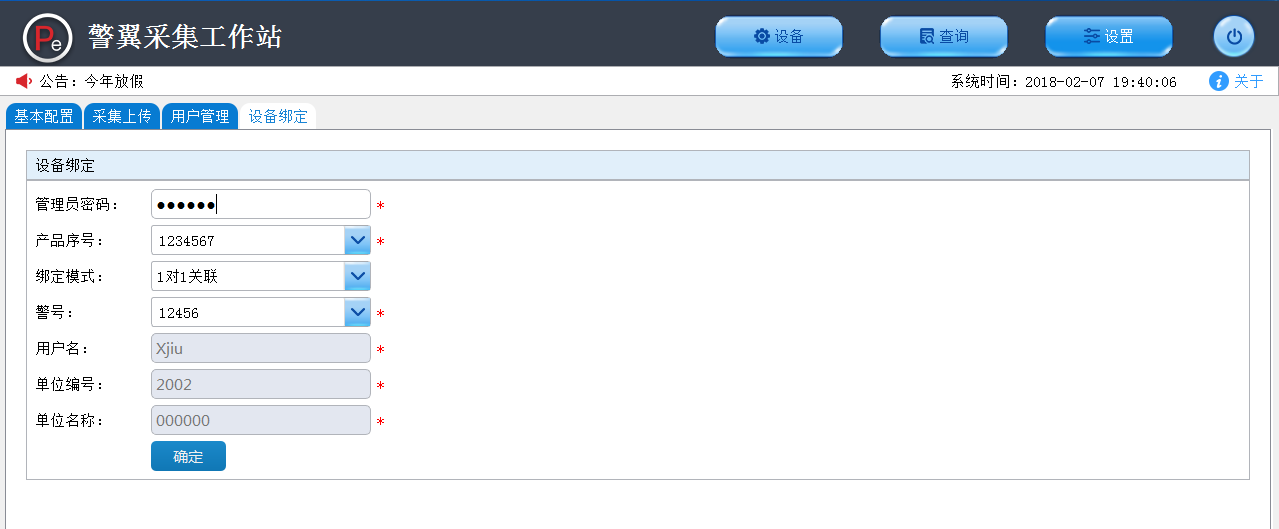 Pe 警翼采集工作站 设备 查询 设置
公告：今年放假 系统时间：2018-02-07 19:40:06 关于
基本配置 采集上传 用户管理 设备绑定
设备绑定
管理员密码： ●●●●●● *
产品序号： 1234567 *
绑定模式： 1对1关联
警号： 12456 *
用户名： Xjiu *
单位编号： 2002 *
单位名称： 000000 *
确定